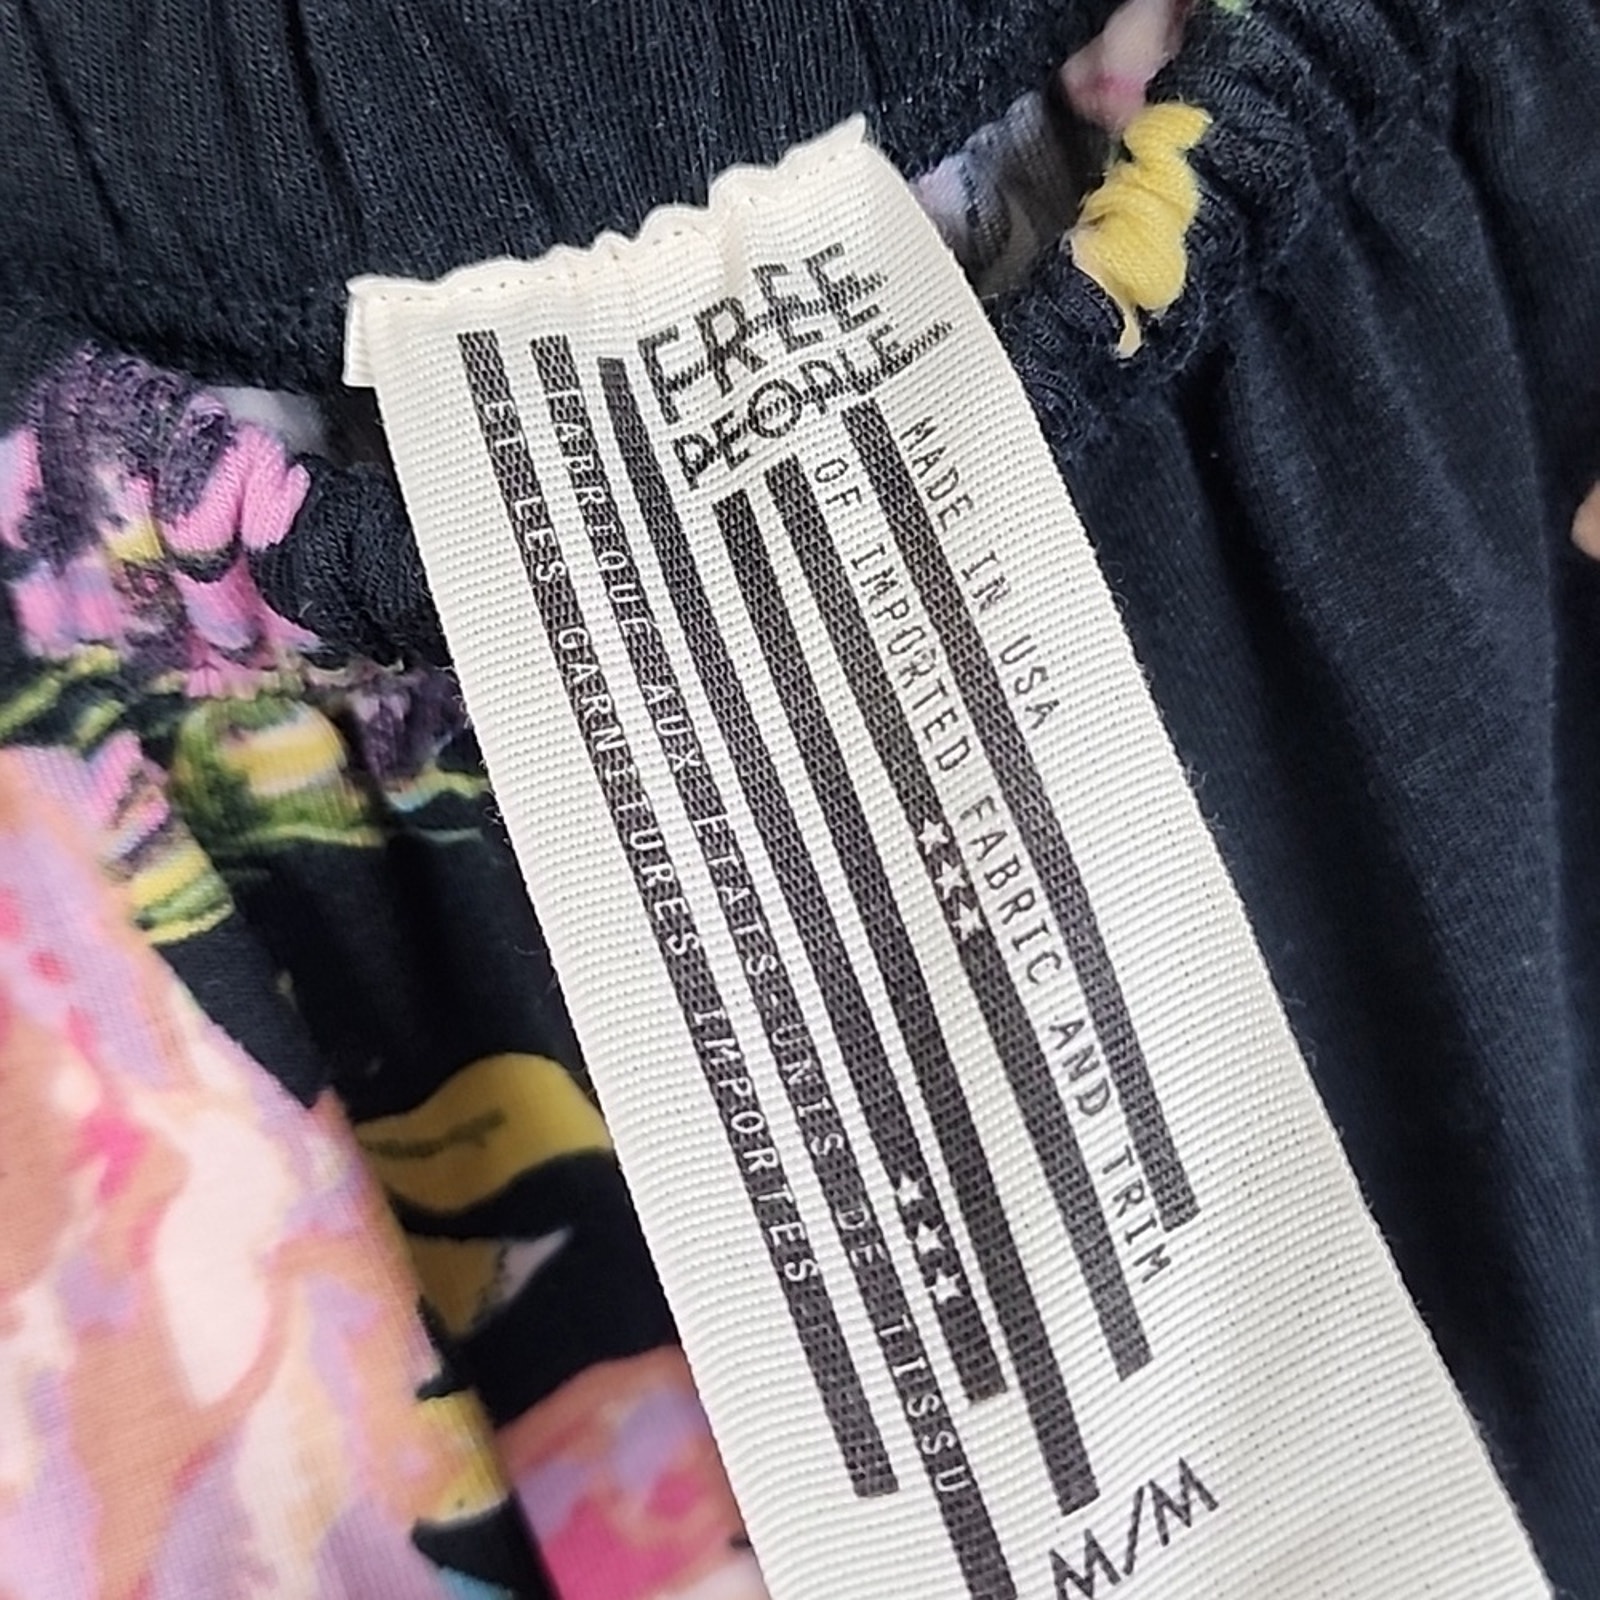 FREE
PEOPLE
MADE IN USA
OF IMPORTED FABRIC AND TRIM
FABRIQUE AUX ETATS-UNIS DE TISSU
ET LES GARNITURES IMPORTES
M/M